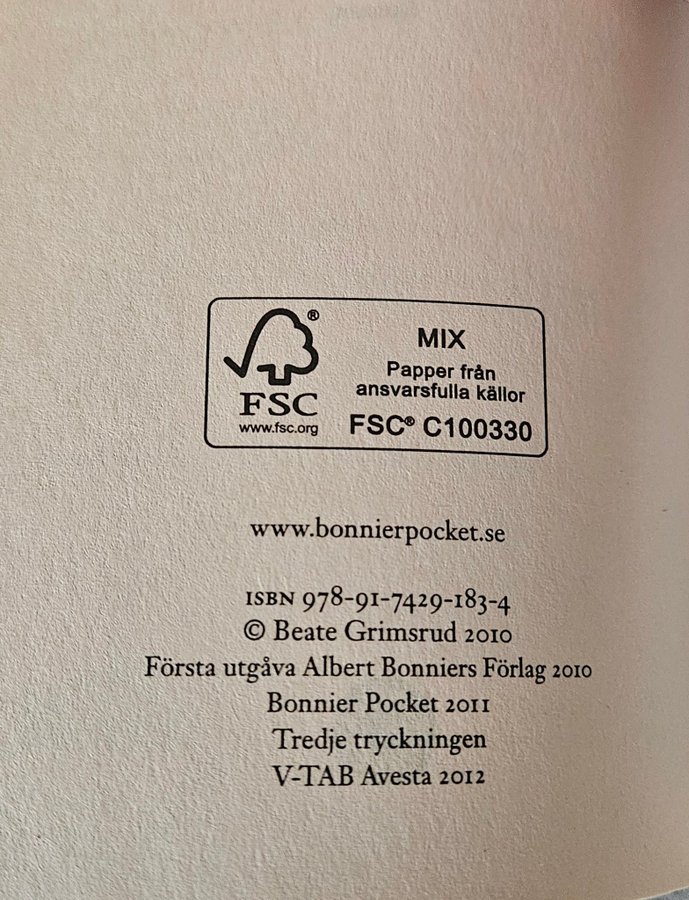 FSC
www.fsc.org
®
MIX
Papper från
ansvarsfulla källor
FSC® C100330
www.bonnierpocket.se
ISBN 978-91-7429-183-4
© Beate Grimsrud 2010
Första utgåva Albert Bonniers Förlag 2010
Bonnier Pocket 2011
Tredje tryckningen
V-TAB Avesta 2012